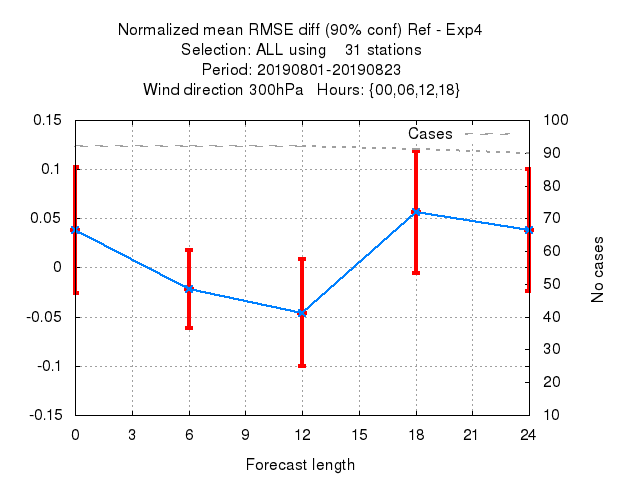 Normalized mean RMSE diff (90% conf) Ref - Exp4
Selection: ALL using    31 stations
Period: 20190801-20190823
Wind direction 300hPa   Hours: {00,06,12,18}
Cases
0.15
0.1
0.05
0
-0.05
-0.1
-0.15
100
90
80
70
60
50
40
30
20
10
No cases
0 3 6 9 12 15 18 21 24
Forecast length